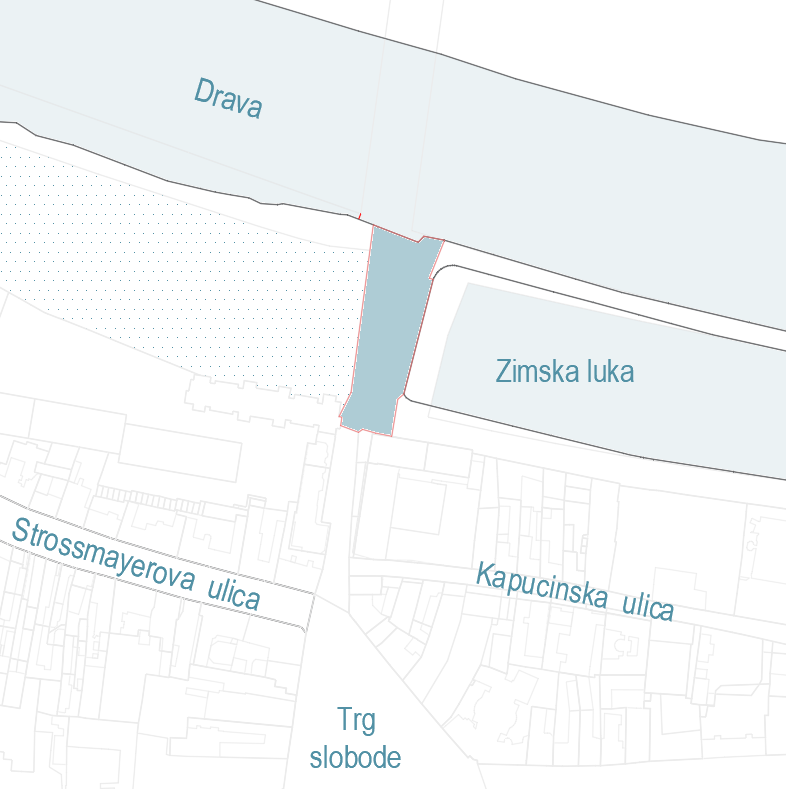 Drava
Zimska luka
Strossmayerova ulica
Kapucinska ulica
Trg
slobode